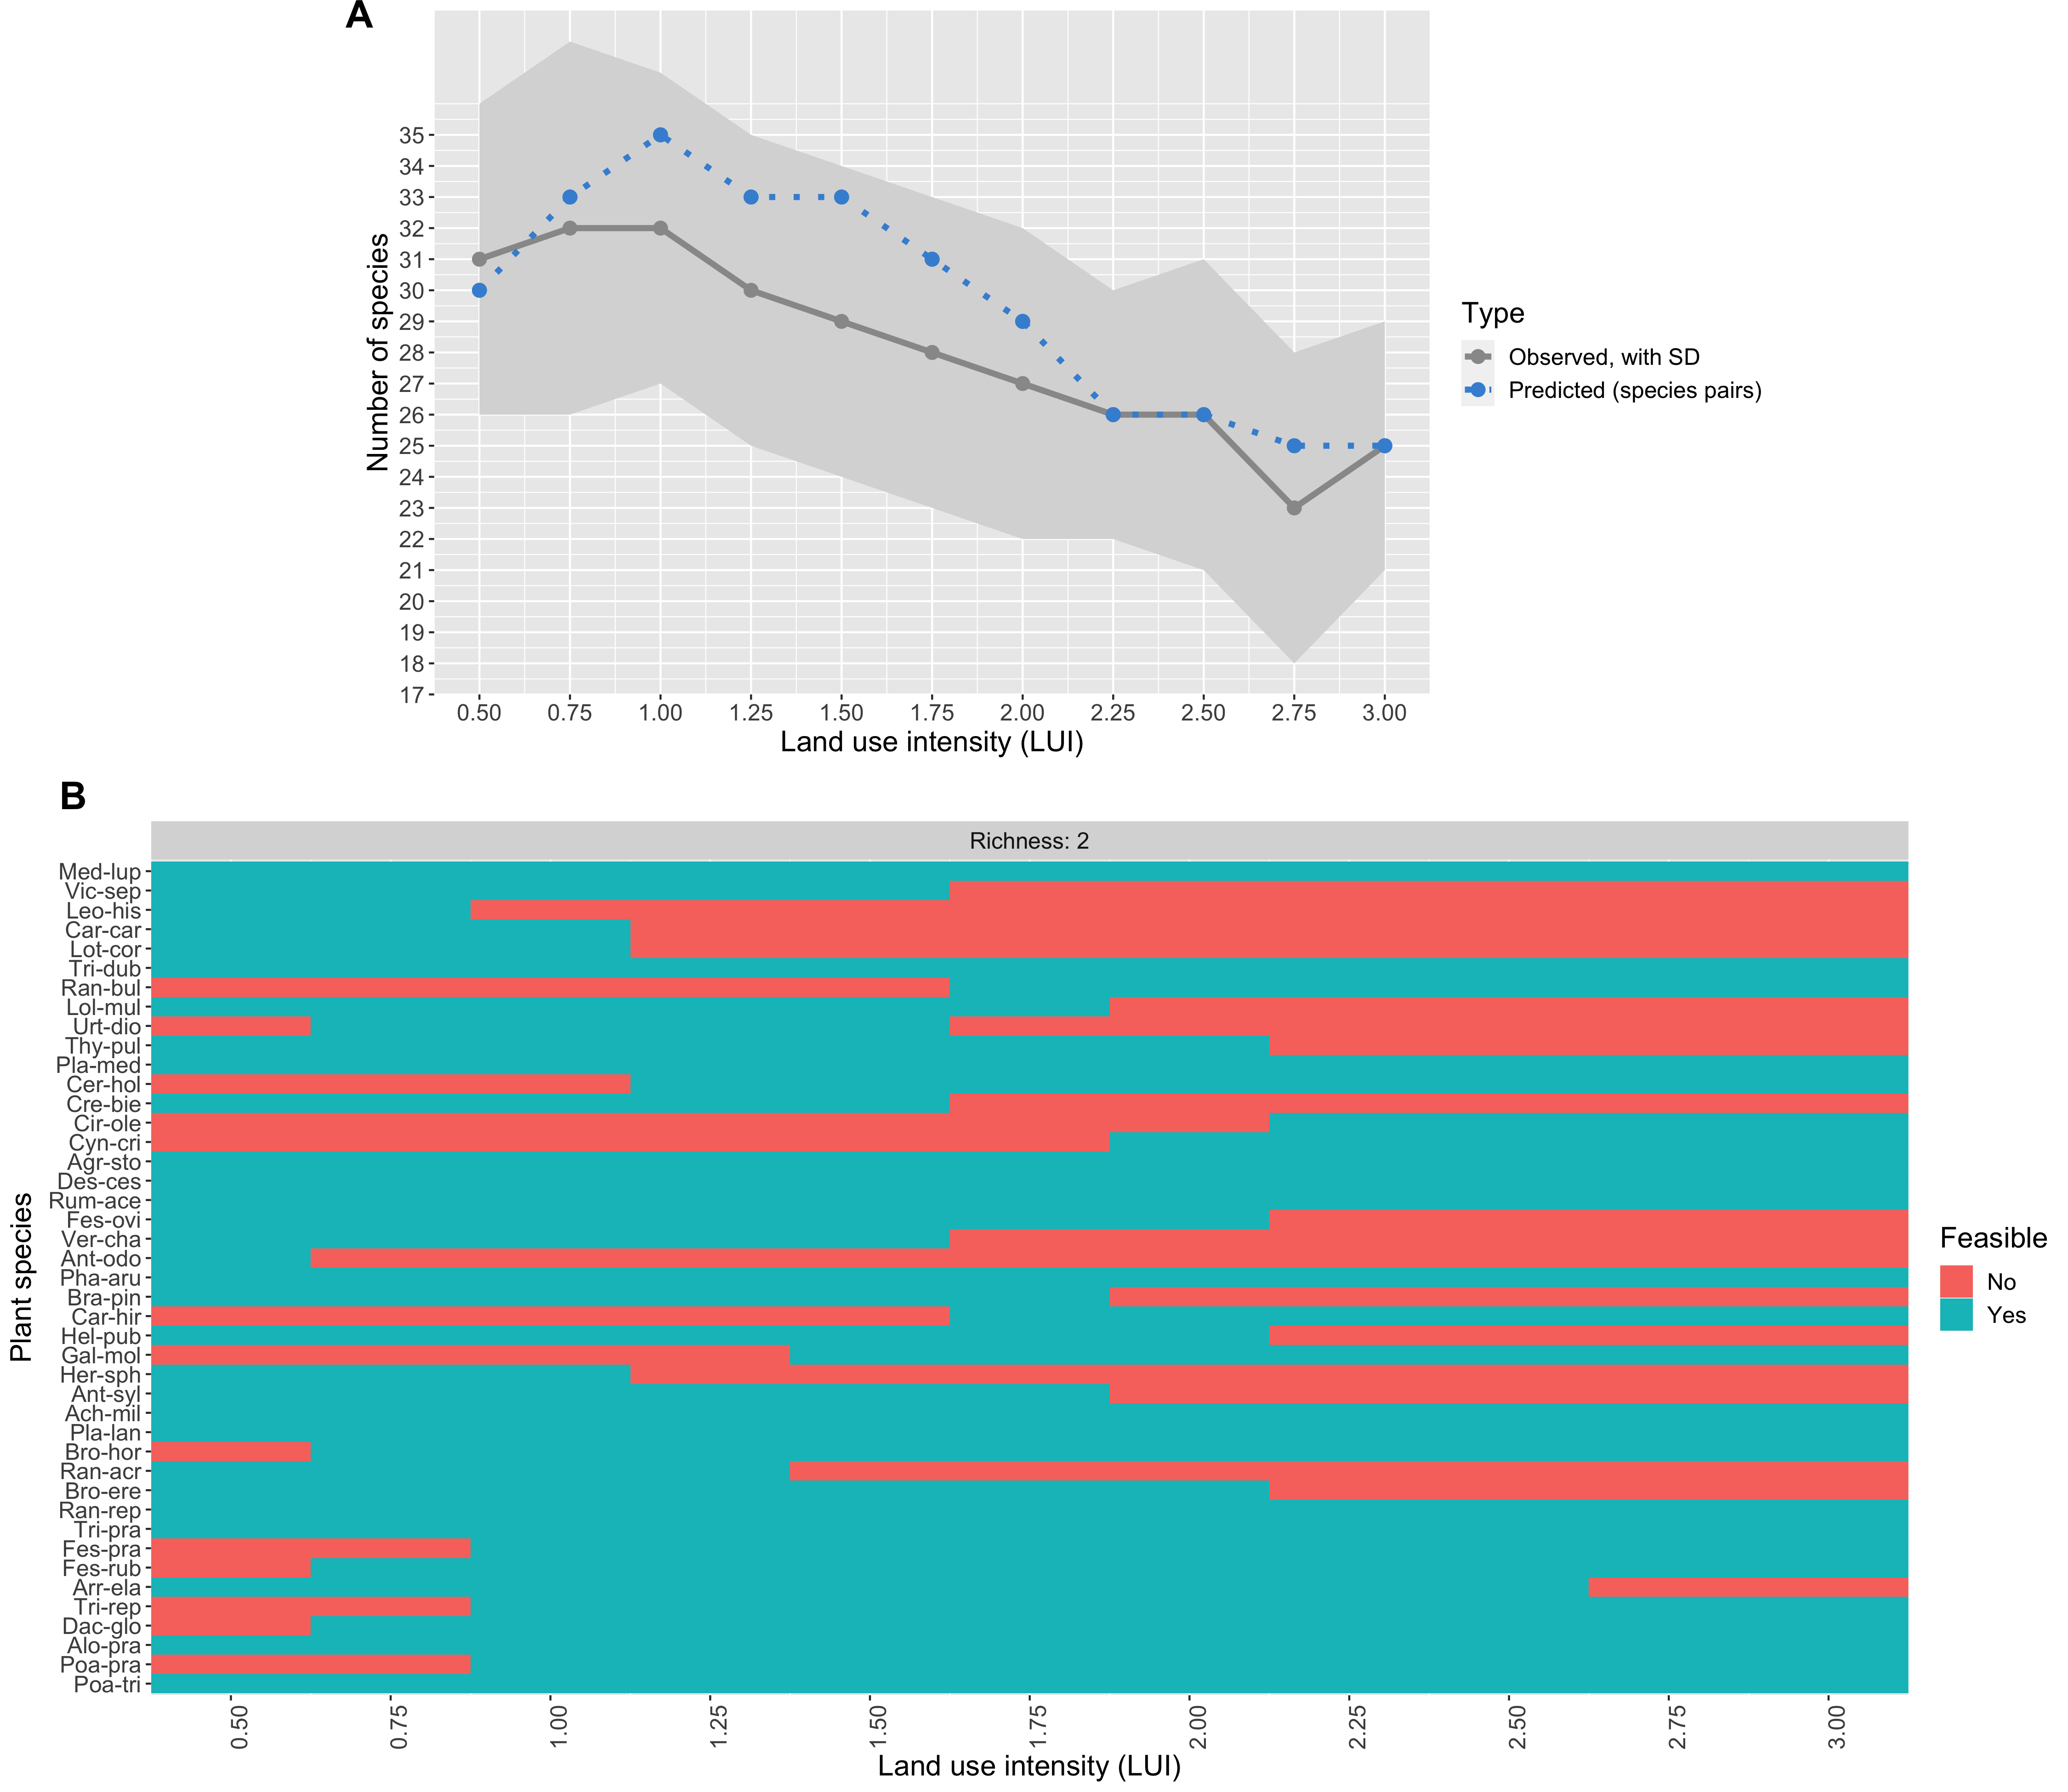 A
Number of species
35
34
33
32
31
30
29
28
27
26
25
24
23
22
21
20
19
18
17
0.50 0.75 1.00 1.25 1.50 1.75 2.00 2.25 2.50 2.75 3.00
Land use intensity (LUI)
Type
Observed, with SD
Predicted (species pairs)
B
Richness: 2
Plant species
Med-lup
Vic-sep
Leo-his
Car-car
Lot-cor
Tri-dub
Ran-bul
Lol-mul
Urt-dio
Thy-pul
Pla-med
Cer-hol
Cre-bie
Cir-ole
Cyn-cri
Agr-sto
Des-ces
Rum-ace
Fes-ovi
Ver-cha
Ant-odo
Pha-aru
Bra-pin
Car-hir
Hel-pub
Gal-mol
Her-sph
Ant-syl
Ach-mil
Pla-lan
Bro-hor
Ran-acr
Bro-ere
Ran-rep
Tri-pra
Fes-pra
Fes-rub
Arr-ela
Tri-rep
Dac-glo
Alo-pra
Poa-pra
Poa-tri
0.50 0.75 1.00 1.25 1.50 1.75 2.00 2.25 2.50 2.75 3.00
Land use intensity (LUI)
Feasible
No
Yes